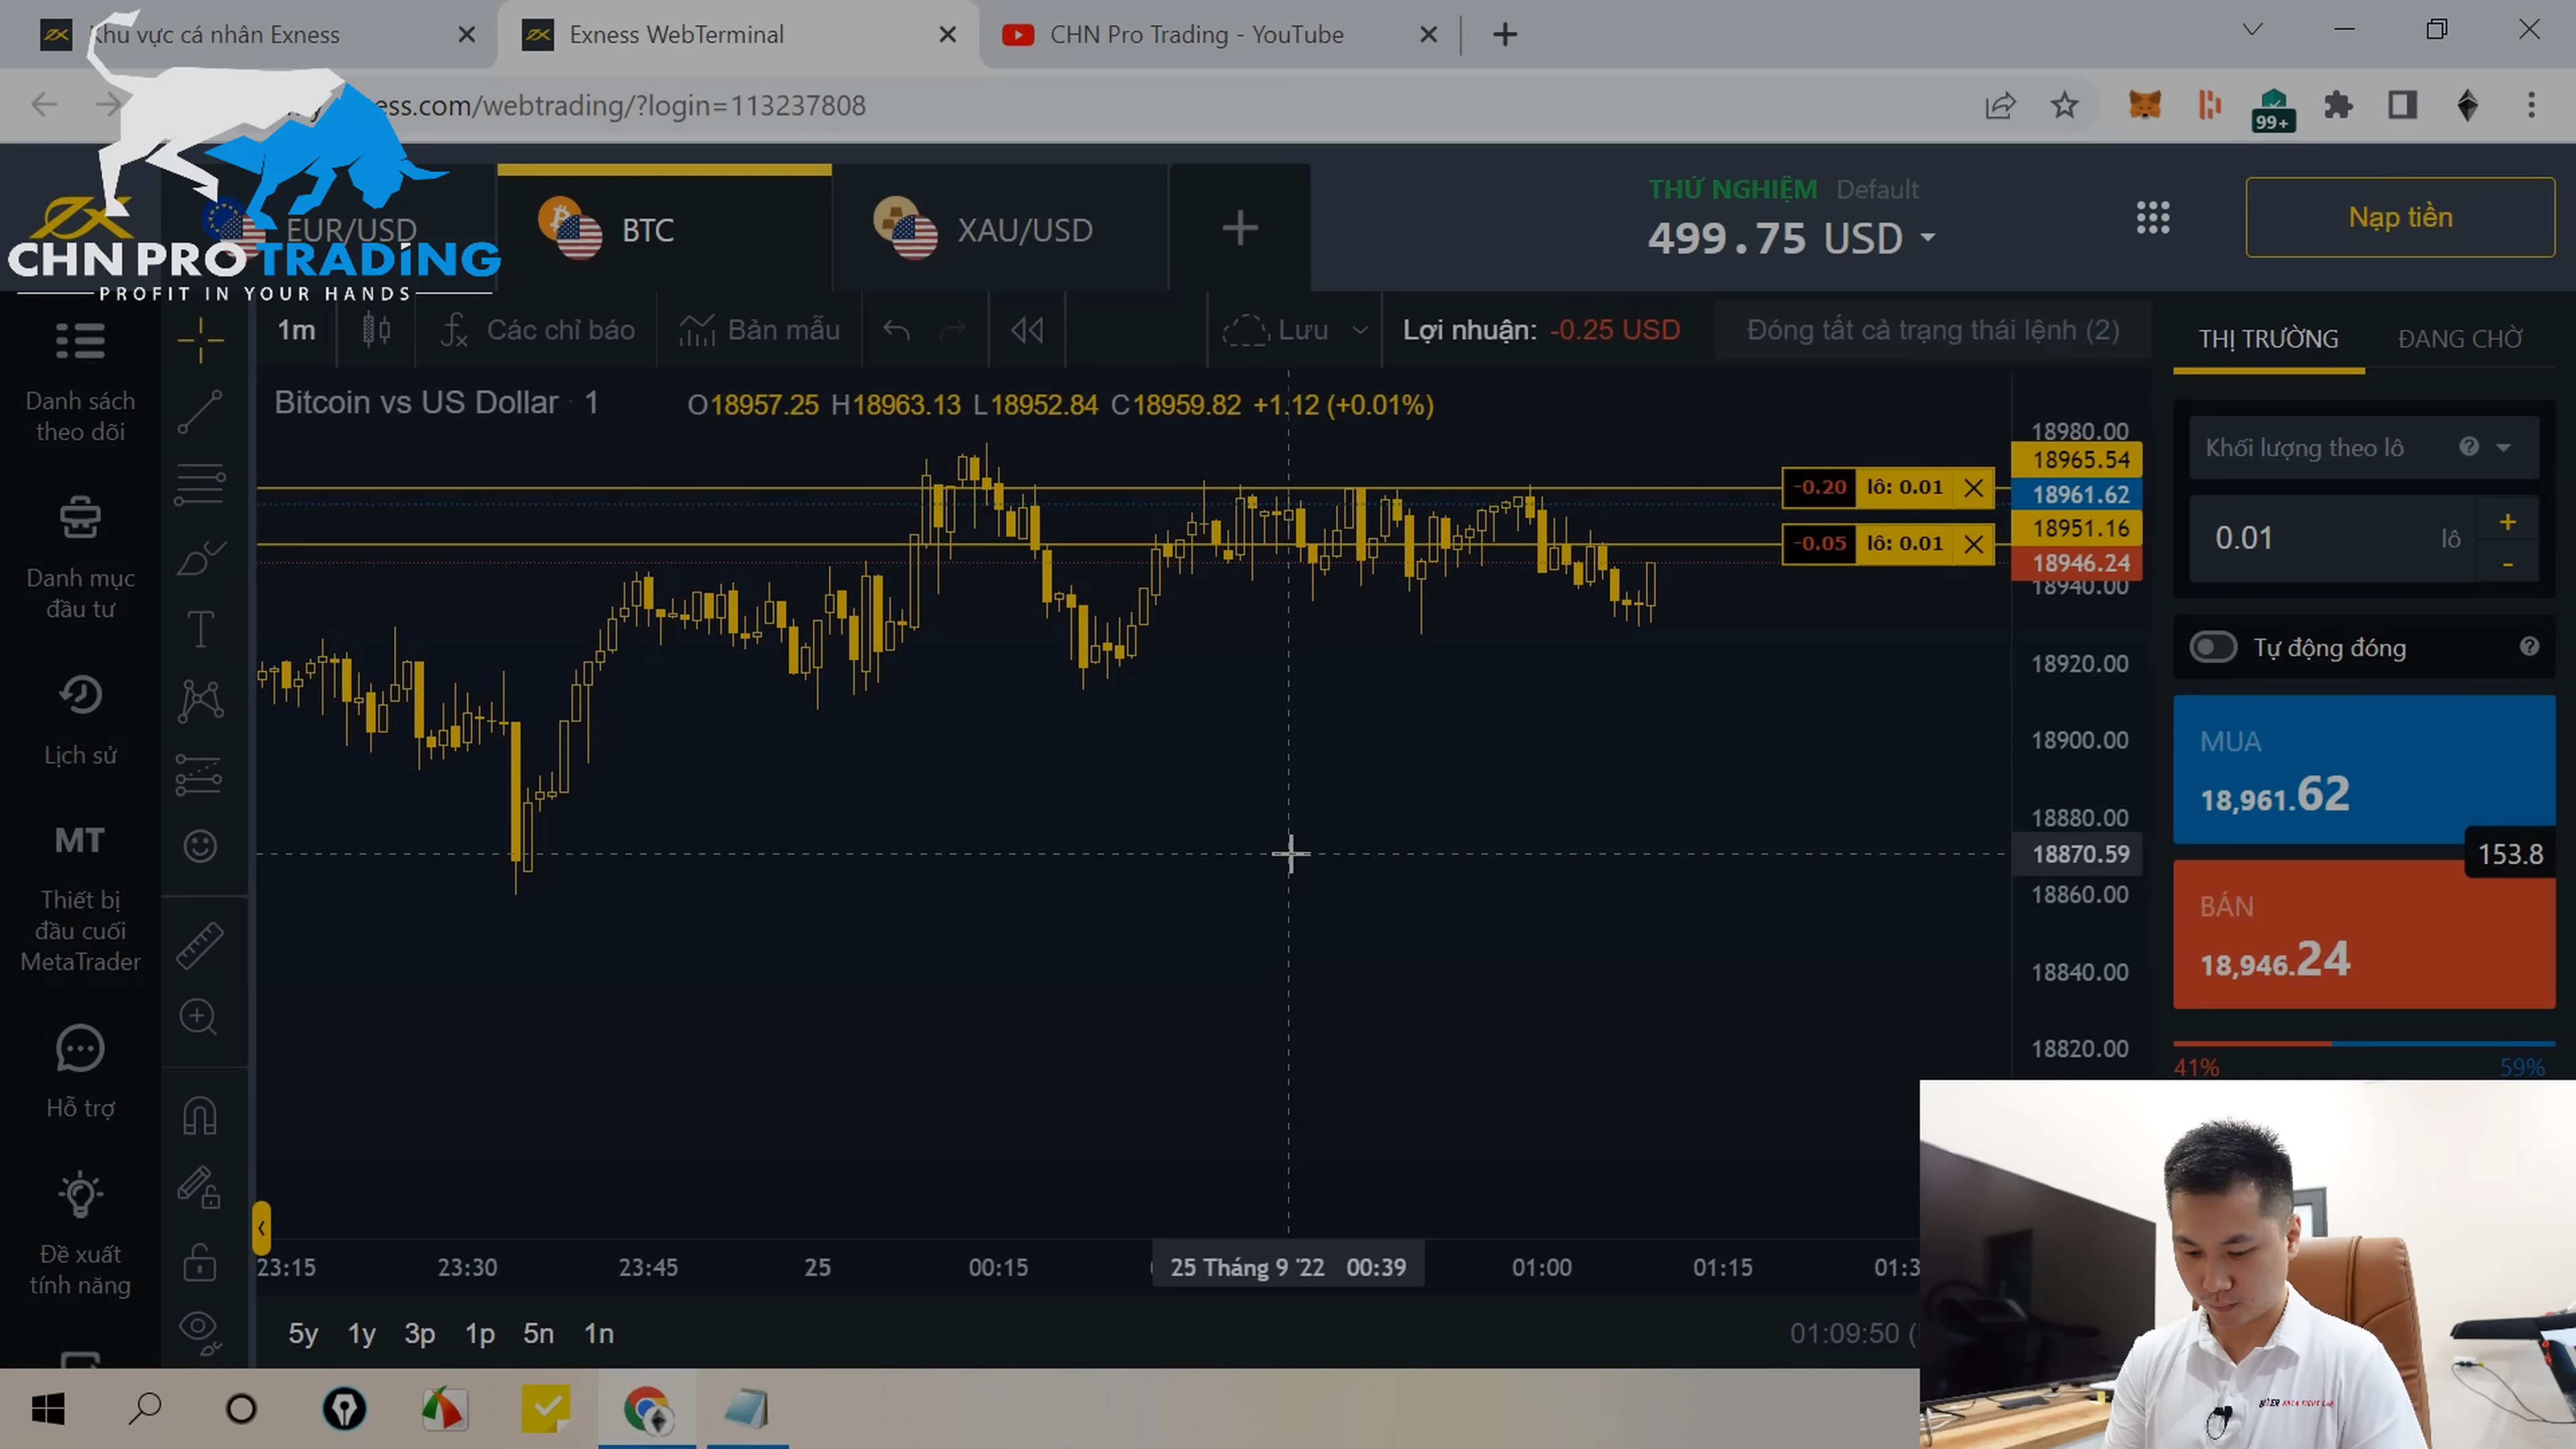 Khu vực cá nhân Exness
Exness WebTerminal
CHN Pro Trading - YouTube
ess.com/webtrading/?login=113237808
99+
CHN PRO TRADING
PROFIT IN YOUR HANDS
EUR/USD
BTC
XAU/USD
THỬ NGHIỆM Default
499.75 USD
Nạp tiền
1m
Các chỉ báo
Bản mẫu
Lưu
Lợi nhuận: -0.25 USD
Đóng tất cả trạng thái lệnh (2)
THỊ TRƯỜNG
ĐANG CHỜ
Danh sách
theo dõi
Danh mục
đầu tư
Lịch sử
MT
Thiết bị
đầu cuối
MetaTrader
Hỗ trợ
Đề xuất
tính năng
Bitcoin vs US Dollar · 1
O18957.25 H18963.13 L18952.84 C18959.82 +1.12 (+0.01%)
-0.20 lô: 0.01
-0.05 lô: 0.01
18980.00
18965.54
18961.62
18951.16
18946.24
18940.00
18920.00
18900.00
18880.00
18870.59
18860.00
18840.00
18820.00
Khối lượng theo lô
0.01 lô
+
-
Tự động đóng
MUA
18,961.62
153.8
BÁN
18,946.24
41% 59%
23:15 23:30 23:45 25 00:15 25 Tháng 9 '22 00:39 01:00 01:15 01:3
5y 1y 3p 1p 5n 1n
01:09:50 (